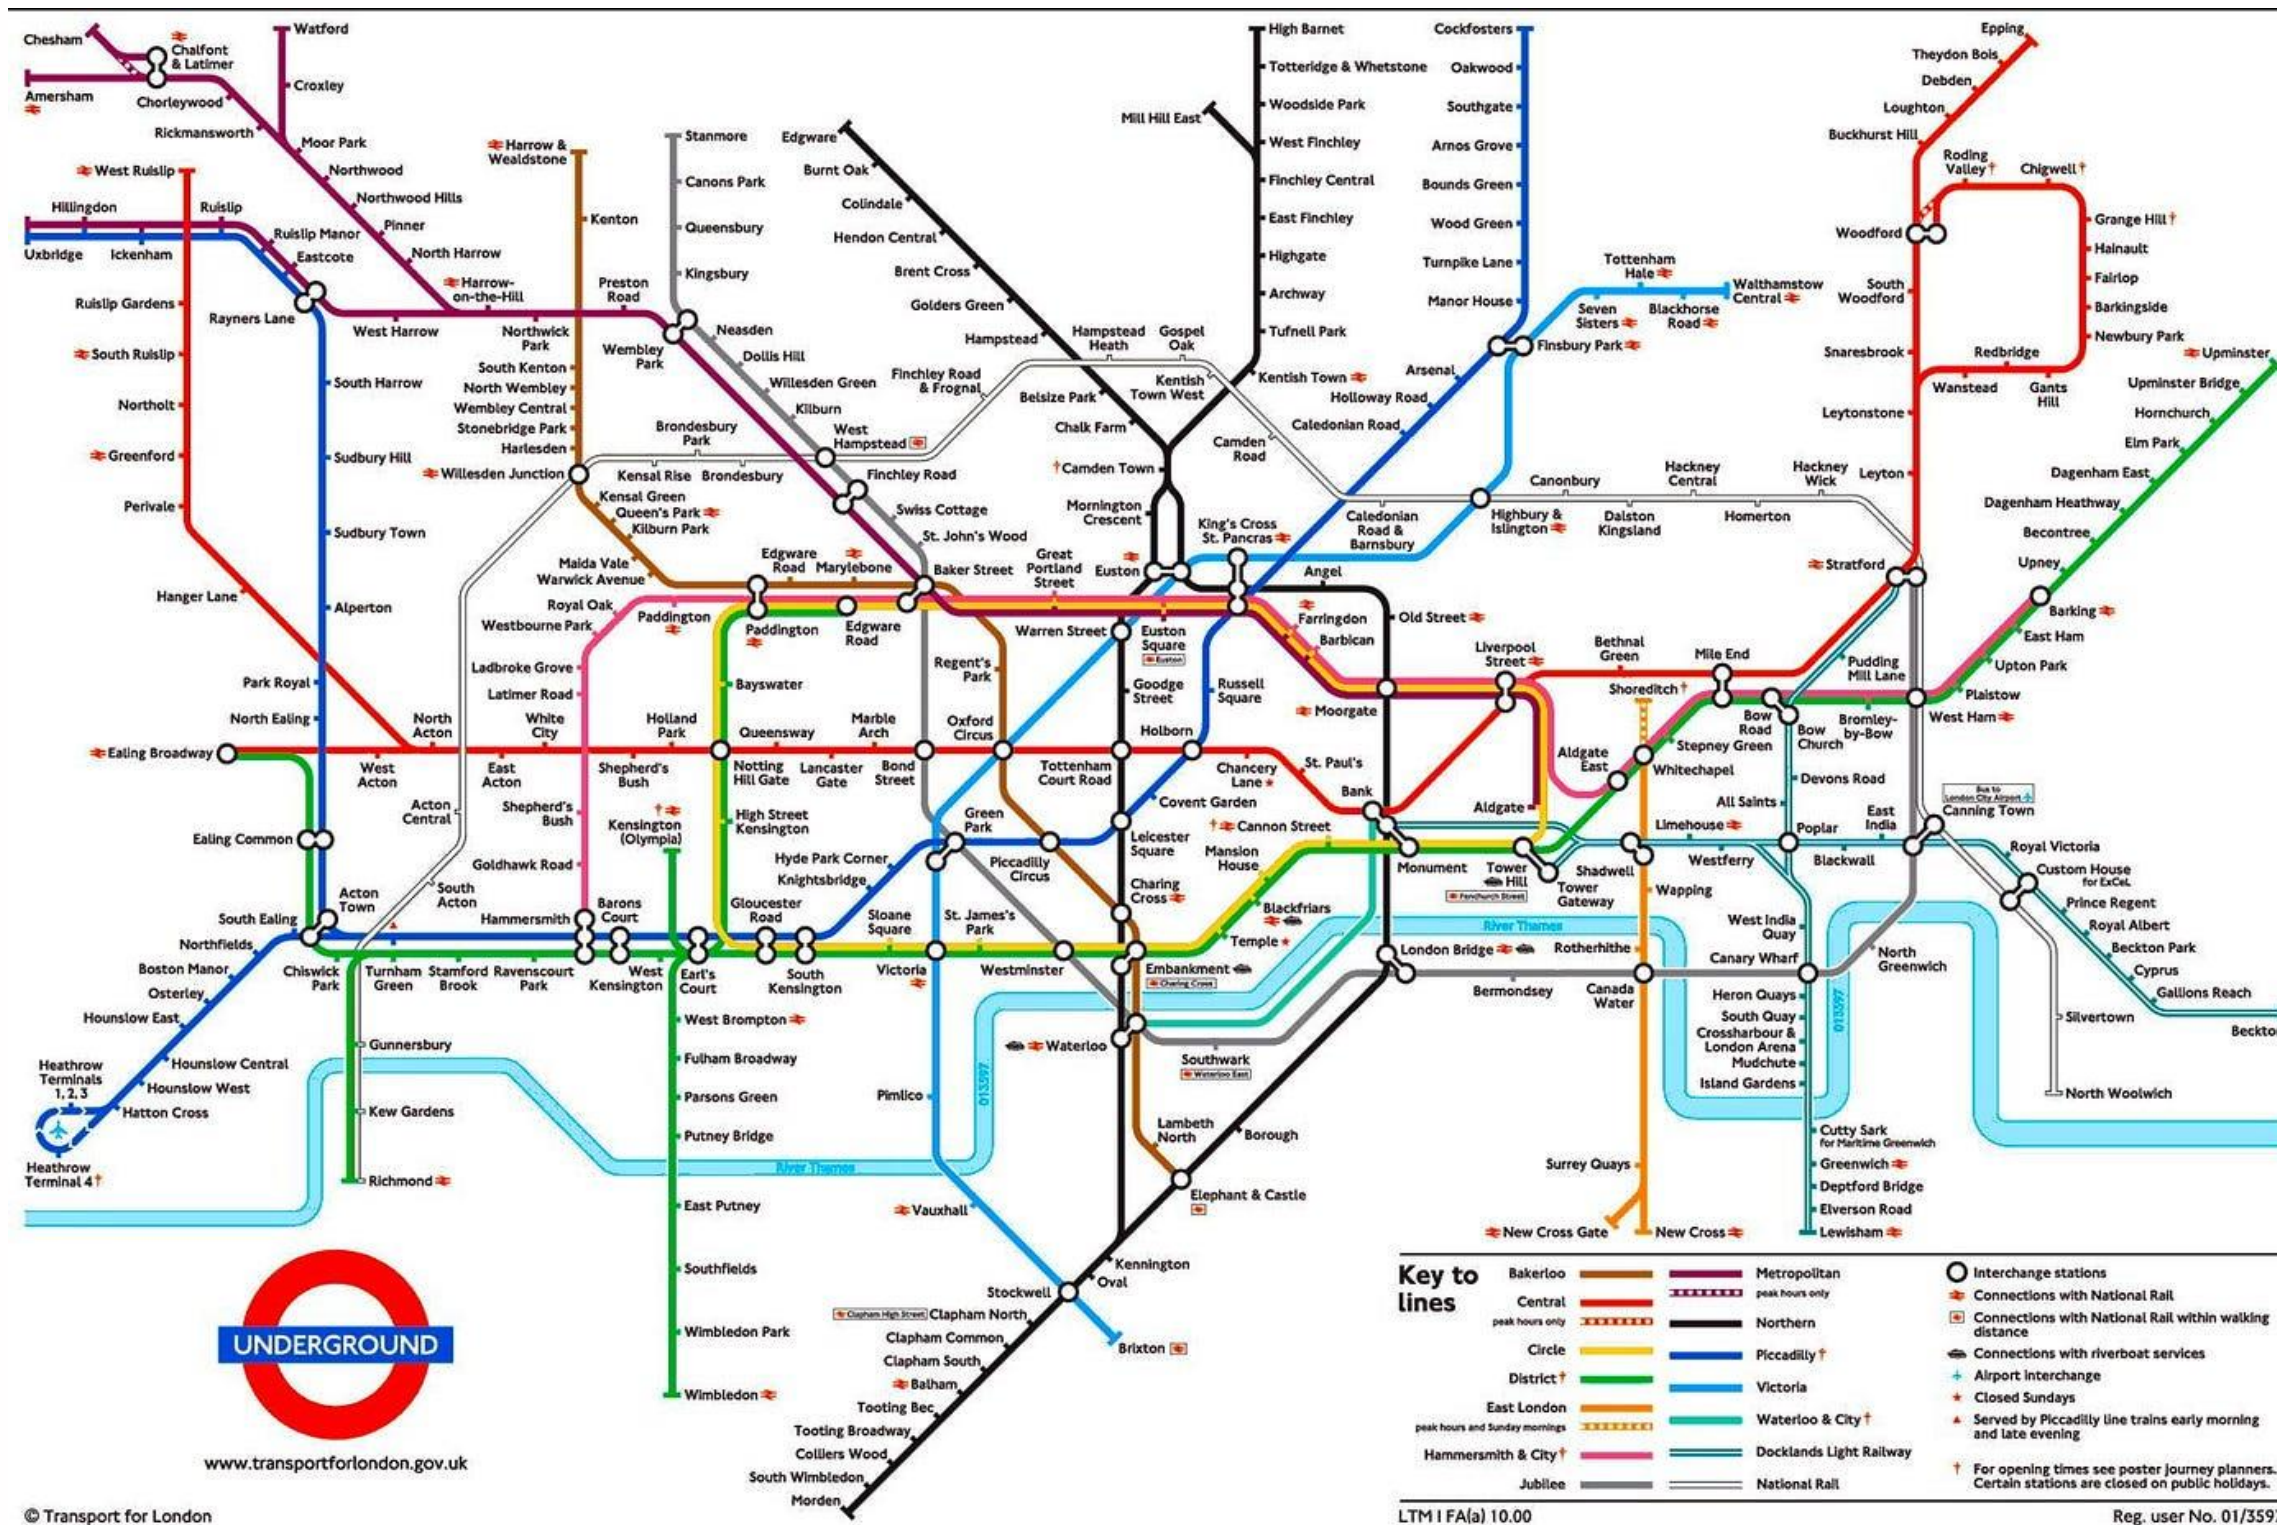 Chesham
Chalfont
& Latimer
Watford
Amersham
Chorleywood
Croxley
Rickmansworth
Moor Park
Northwood
Northwood Hills
Pinner
North Harrow
Harrow-
on-the-Hill
West Ruislip
Hillingdon
Ruislip
Ruislip Manor
Eastcote
Uxbridge
Ickenham
Ruislip Gardens
Rayners Lane
West Harrow
Northwick
Park
Preston
Road
Wembley
Park
South Ruislip
Northolt
Greenford
Perivale
Hanger Lane
South Harrow
Sudbury Hill
Sudbury Town
Alperton
Park Royal
North Ealing
Harrow &
Wealdstone
Kenton
South Kenton
North Wembley
Wembley Central
Stonebridge Park
Harlesden
Willesden Junction
Kensal Green
Queen's Park
Kilburn Park
Maida Vale
Warwick Avenue
Stanmore
Canons Park
Queensbury
Kingsbury
Neasden
Dollis Hill
Willesden Green
Kilburn
West
Hampstead
Finchley Road
Swiss Cottage
St. John's Wood
Brondesbury
Park
Kensal Rise
Brondesbury
Finchley Road
& Frognal
Hampstead
Heath
Gospel
Oak
Kentish
Town West
Camden
Road
Caledonian
Road &
Barnsbury
Canonbury
Dalston
Kingsland
Hackney
Central
Homerton
Hackney
Wick
Edgware
Burnt Oak
Colindale
Hendon Central
Brent Cross
Golders Green
Hampstead
Belsize Park
Chalk Farm
Camden Town
Mornington
Crescent
Euston
Mill Hill East
High Barnet
Totteridge & Whetstone
Woodside Park
West Finchley
Finchley Central
East Finchley
Highgate
Archway
Tufnell Park
Kentish Town
Cockfosters
Oakwood
Southgate
Arnos Grove
Bounds Green
Wood Green
Turnpike Lane
Manor House
Finsbury Park
Arsenal
Holloway Road
Caledonian Road
King's Cross
St. Pancras
Tottenham
Hale
Walthamstow
Central
Seven
Sisters
Blackhorse
Road
Highbury &
Islington
Epping
Theydon Bois
Debden
Loughton
Buckhurst Hill
Roding
Valley†
Chigwell†
Grange Hill†
Hainault
Fairlop
Barkingside
Newbury Park
Woodford
South
Woodford
Snaresbrook
Redbridge
Wanstead
Gants
Hill
Leytonstone
Leyton
Stratford
Upminster
Upminster Bridge
Hornchurch
Elm Park
Dagenham East
Dagenham Heathway
Becontree
Upney
Barking
East Ham
Upton Park
Plaistow
West Ham
Edgware
Road
Marylebone
Baker Street
Great
Portland
Street
Royal Oak
Westbourne Park
Paddington
Paddington
Edgware
Road
Warren Street
Euston
Square
Euston
Angel
Farringdon
Barbican
Old Street
Moorgate
Liverpool
Street
Bethnal
Green
Mile End
Pudding
Mill Lane
Shoreditch†
Bow
Road
Bow
Church
Bromley-
by-Bow
Stepney Green
Whitechapel
Aldgate
East
Aldgate
Ladbroke Grove
Latimer Road
Bayswater
Regent's
Park
Goodge
Street
Russell
Square
Ealing Broadway
West
Acton
North
Acton
East
Acton
White
City
Shepherd's
Bush
Holland
Park
Notting
Hill Gate
Queensway
Lancaster
Gate
Marble
Arch
Bond
Street
Oxford
Circus
Tottenham
Court Road
Holborn
Chancery
Lane
St. Paul's
Bank
Acton
Central
Shepherd's
Bush
Goldhawk Road
Kensington
(Olympia)
High Street
Kensington
Hyde Park Corner
Knightsbridge
Green
Park
Piccadilly
Circus
Covent Garden
Leicester
Square
Cannon Street
Mansion
House
Monument
Tower
Hill
Fenchurch Street
Tower
Gateway
Shadwell
Limehouse
Westferry
Poplar
All Saints
Devons Road
Blackwall
East
India
Bus to
London City Airport
Canning Town
Royal Victoria
Custom House
for ExCeL
Prince Regent
Royal Albert
Beckton Park
Cyprus
Gallions Reach
Beckto
Ealing Common
Acton
Town
South
Acton
South Ealing
Northfields
Boston Manor
Osterley
Hounslow East
Hounslow Central
Hounslow West
Hatton Cross
Heathrow
Terminals
1, 2, 3
Heathrow
Terminal 4†
Chiswick
Park
Turnham
Green
Stamford
Brook
Ravenscourt
Park
Hammersmith
Barons
Court
West
Kensington
Earl's
Court
Gloucester
Road
South
Kensington
Sloane
Square
Victoria
St. James's
Park
Westminster
Charing
Cross
Embankment
Charing Cross
Blackfriars
Temple
River Thames
London Bridge
Bermondsey
Canada
Water
Wapping
Rotherhithe
West India
Quay
Canary Wharf
Heron Quays
South Quay
Crossharbour &
London Arena
Mudchute
Island Gardens
North
Greenwich
013597
Silvertown
North Woolwich
Gunnersbury
Kew Gardens
Richmond
West Brompton
Fulham Broadway
Parsons Green
Putney Bridge
East Putney
Southfields
Wimbledon Park
Wimbledon
River Thames
013597
Pimlico
Vauxhall
Stockwell
Brixton
Waterloo
Southwark
Waterloo East
Lambeth
North
Borough
Elephant & Castle
Kennington
Oval
Clapham High Street
Clapham North
Clapham Common
Clapham South
Balham
Tooting Bec
Tooting Broadway
Colliers Wood
South Wimbledon
Morden
Surrey Quays
New Cross Gate
New Cross
Cutty Sark
for Maritime Greenwich
Greenwich
Deptford Bridge
Elverson Road
Lewisham
UNDERGROUND
www.transportforlondon.gov.uk
© Transport for London
Key to
lines
Bakerloo
Central
peak hours only
Circle
District†
East London
peak hours and Sunday mornings
Hammersmith & City†
Jubilee
Metropolitan
peak hours only
Northern
Piccadilly†
Victoria
Waterloo & City†
Docklands Light Railway
National Rail
Interchange stations
Connections with National Rail
Connections with National Rail within walking
distance
Connections with riverboat services
Airport interchange
Closed Sundays
Served by Piccadilly line trains early morning
and late evening
† For opening times see poster journey planners.
Certain stations are closed on public holidays.
LTM I FA(a) 10.00
Reg. user No. 01/3597